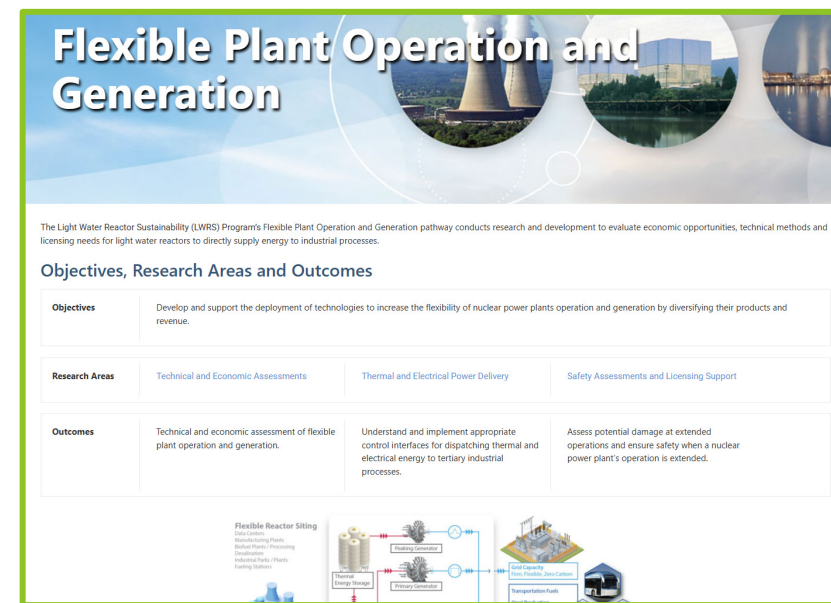 Flexible Plant Operation and
Generation
The Light Water Reactor Sustainability (LWRS) Program's Flexible Plant Operation and Generation pathway conducts research and development to evaluate economic opportunities, technical methods and
licensing needs for light water reactors to directly supply energy to industrial processes.
Objectives, Research Areas and Outcomes
Objectives
Develop and support the deployment of technologies to increase the flexibility of nuclear power plants operation and generation by diversifying their products and
revenue.
Research Areas
Technical and Economic Assessments
Thermal and Electrical Power Delivery
Safety Assessments and Licensing Support
Outcomes
Technical and economic assessment of flexible
plant operation and generation.
Understand and implement appropriate
control interfaces for dispatching thermal and
electrical energy to tertiary industrial
processes.
Assess potential damage at extended
operations and ensure safety when a nuclear
power plant's operation is extended.
Flexible Reactor Siting
Data Centers
Manufacturing Plants
Biofuel Plants / Processing
Desalination
Industrial Parks / Plants
Fueling Stations
Thermal
Energy Storage
Peaking Generator
Primary Generator
Grid Capacity
Firm, Flexible, Zero Carbon
Transportation Fuels